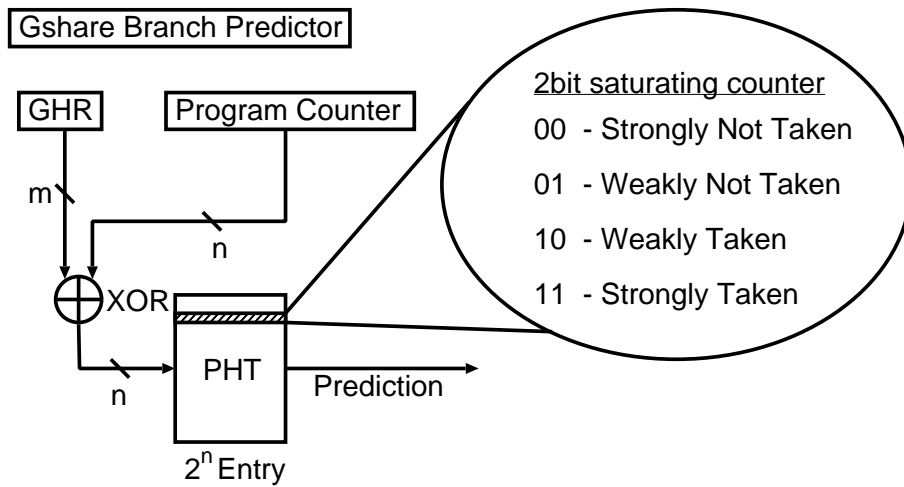 Gshare Branch Predictor
GHR
Program Counter
m
n
XOR
n
PHT
Prediction
2^n Entry
2bit saturating counter
00 - Strongly Not Taken
01 - Weakly Not Taken
10 - Weakly Taken
11 - Strongly Taken